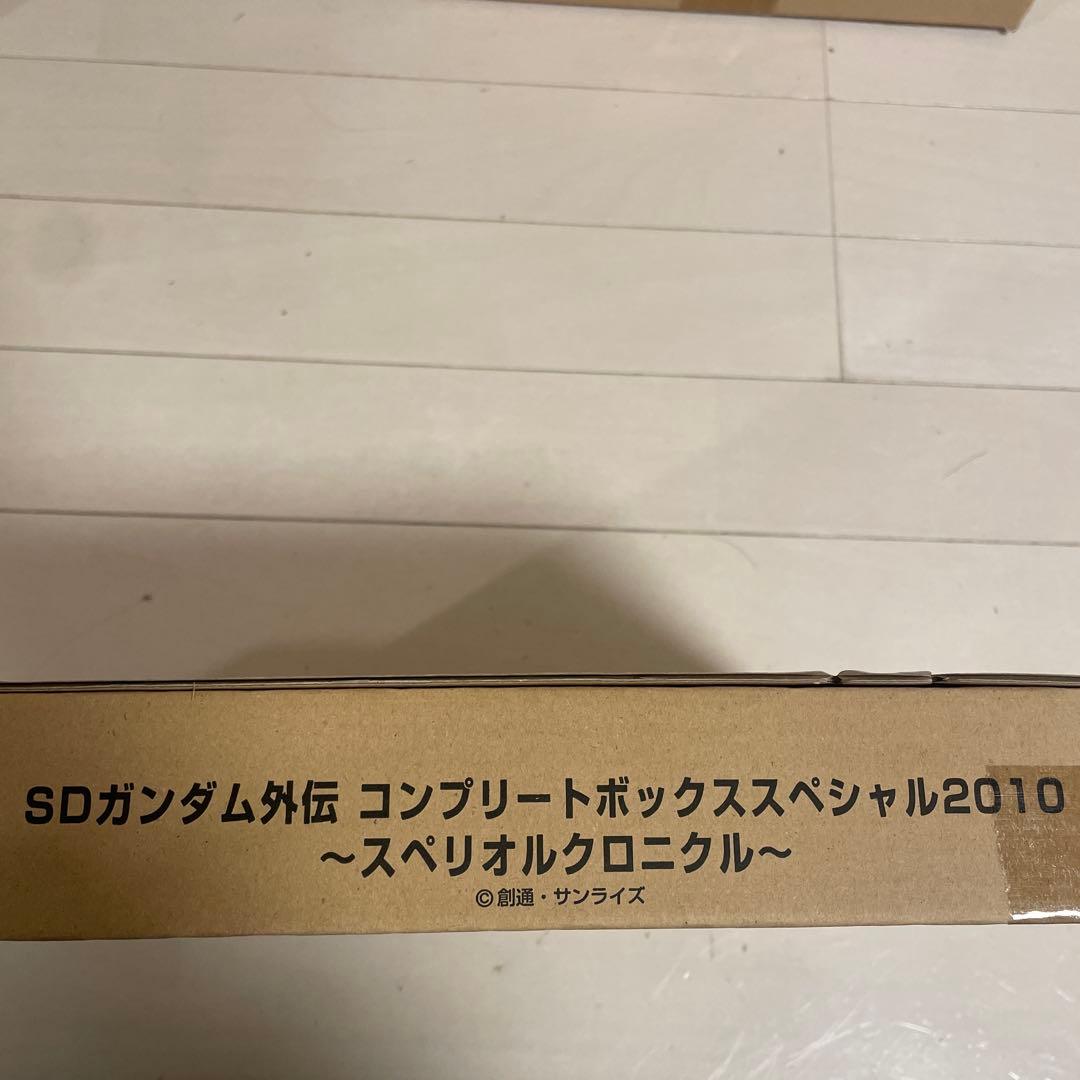 SDガンダム外伝 コンプリートボックススペシャル2010
～スペリオルクロニクル～
©創通・サンライズ